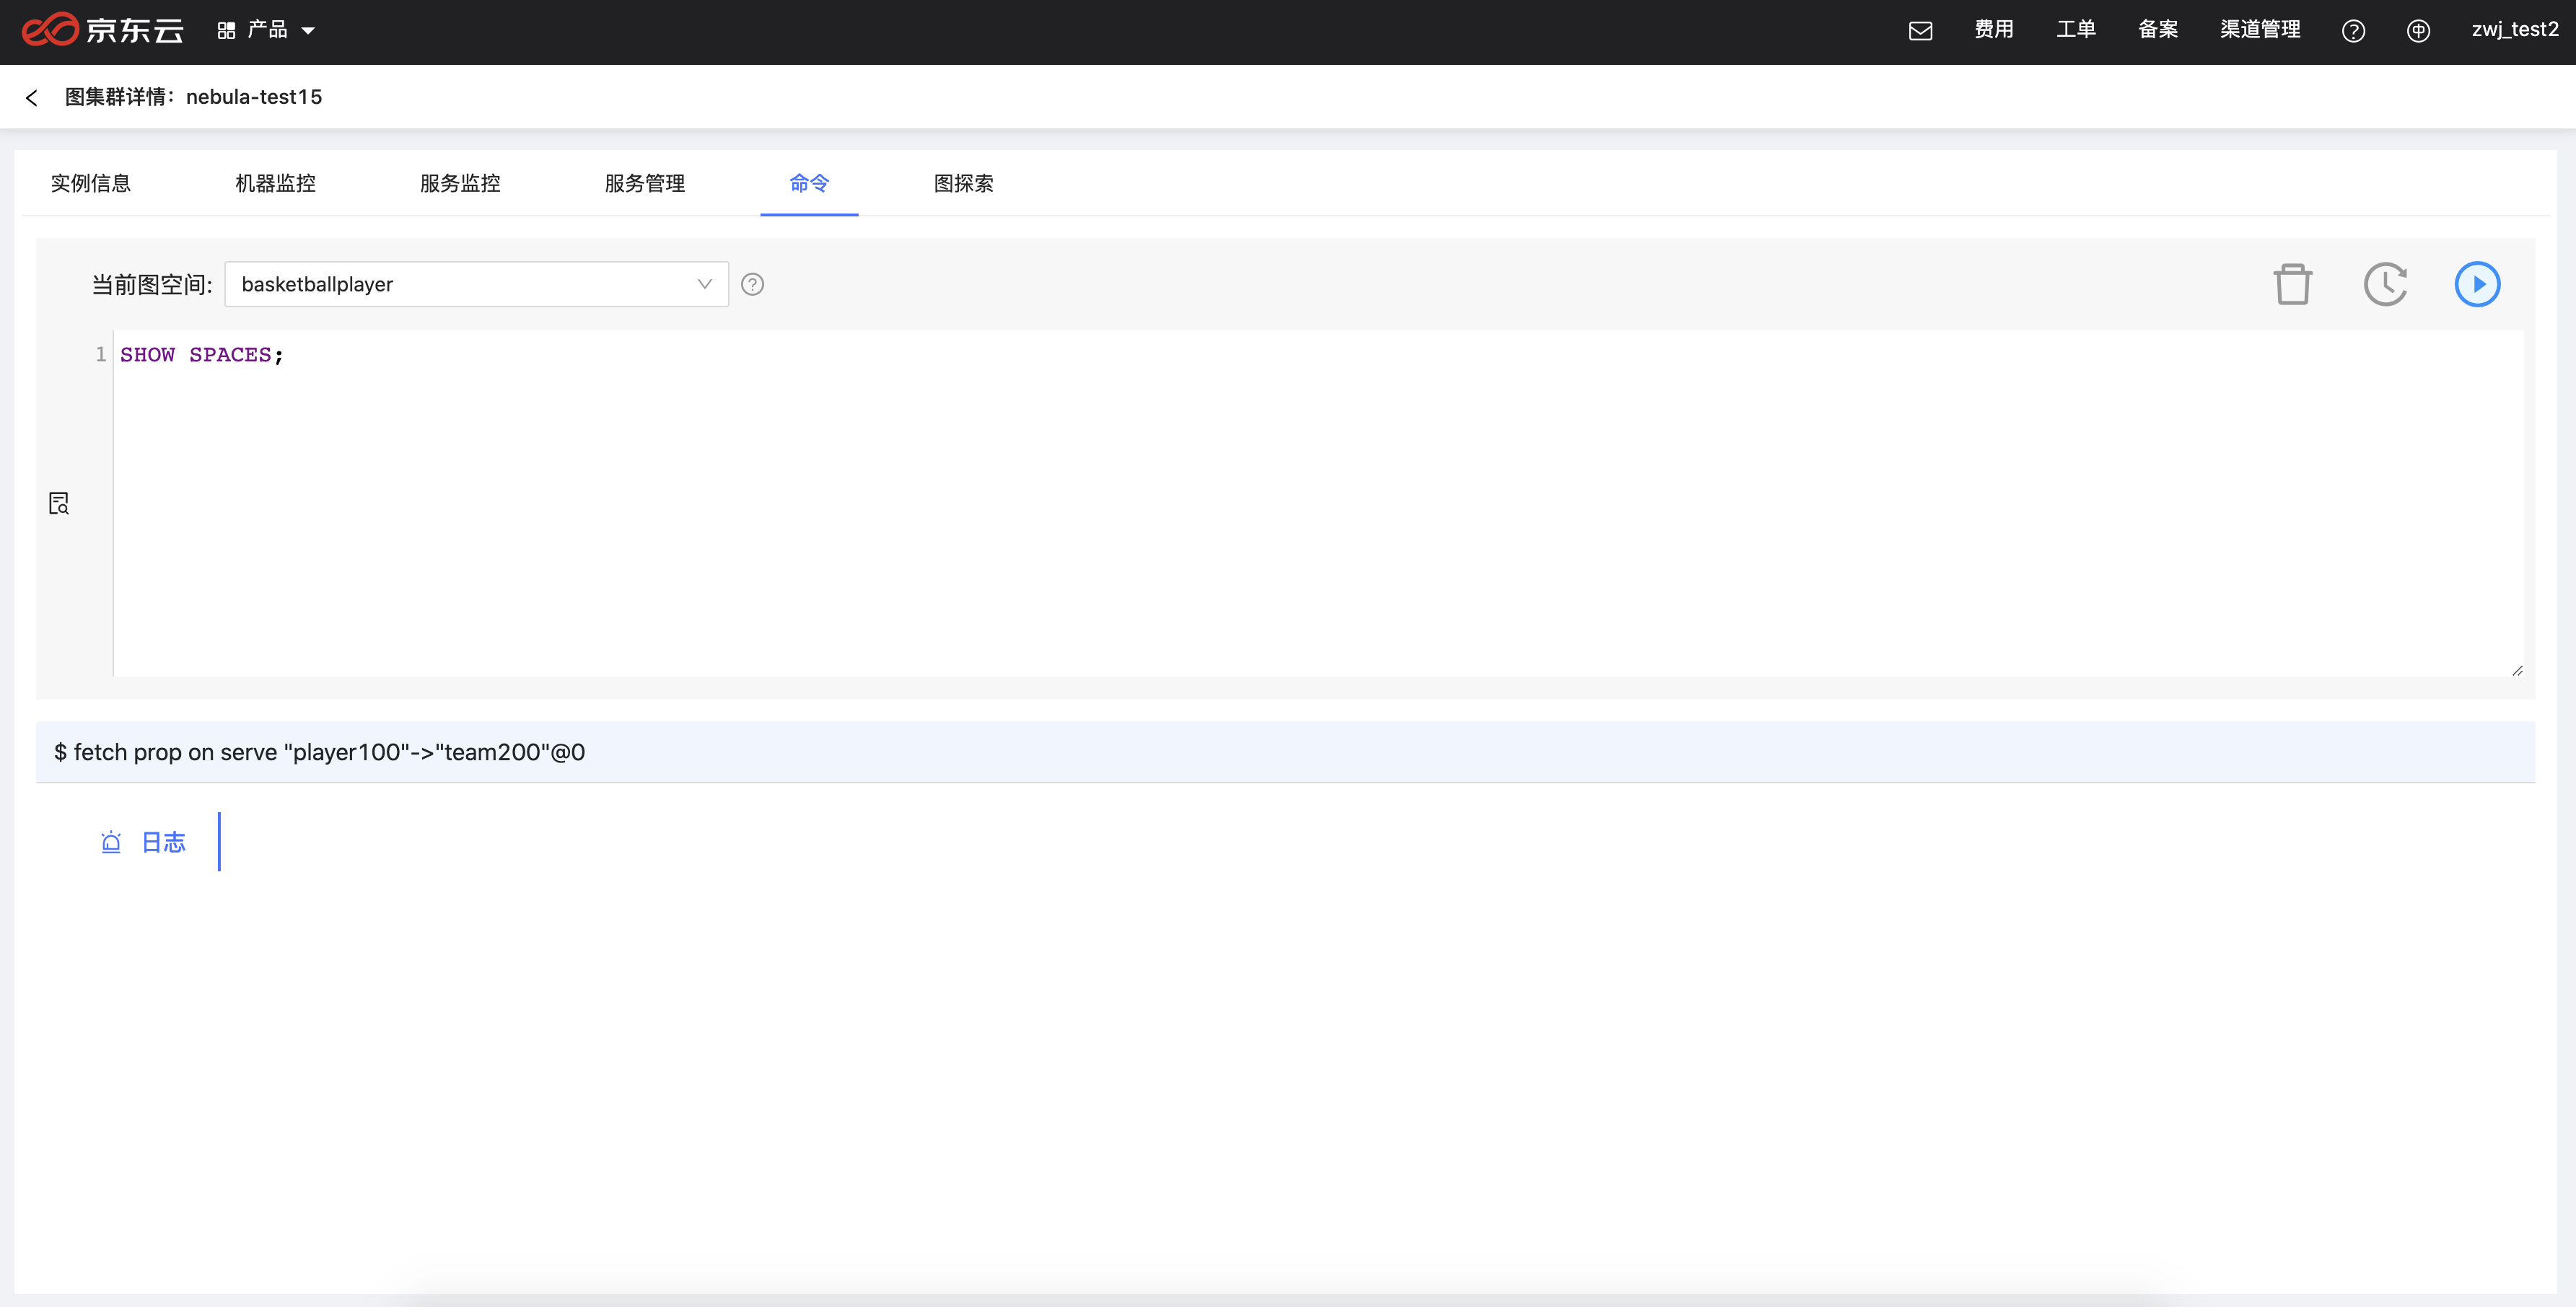 京东云 产品 费用 工单 备案 渠道管理 ? 中 zwj_test2
图集群详情：nebula-test15
实例信息 机器监控 服务监控 服务管理 命令 图探索
当前图空间: basketballplayer ?
1 SHOW SPACES;
$ fetch prop on serve "player100"->"team200"@0
日志